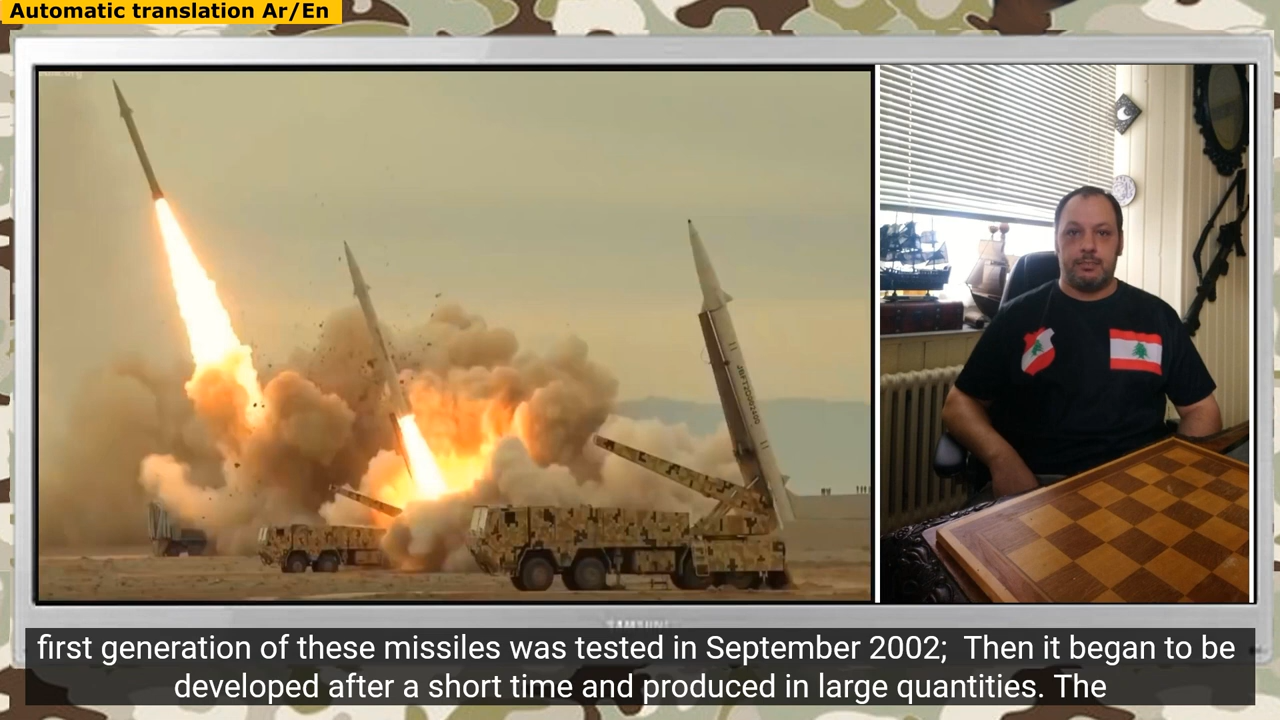 Automatic translation Ar/En
first generation of these missiles was tested in September 2002;  Then it began to be
developed after a short time and produced in large quantities. The